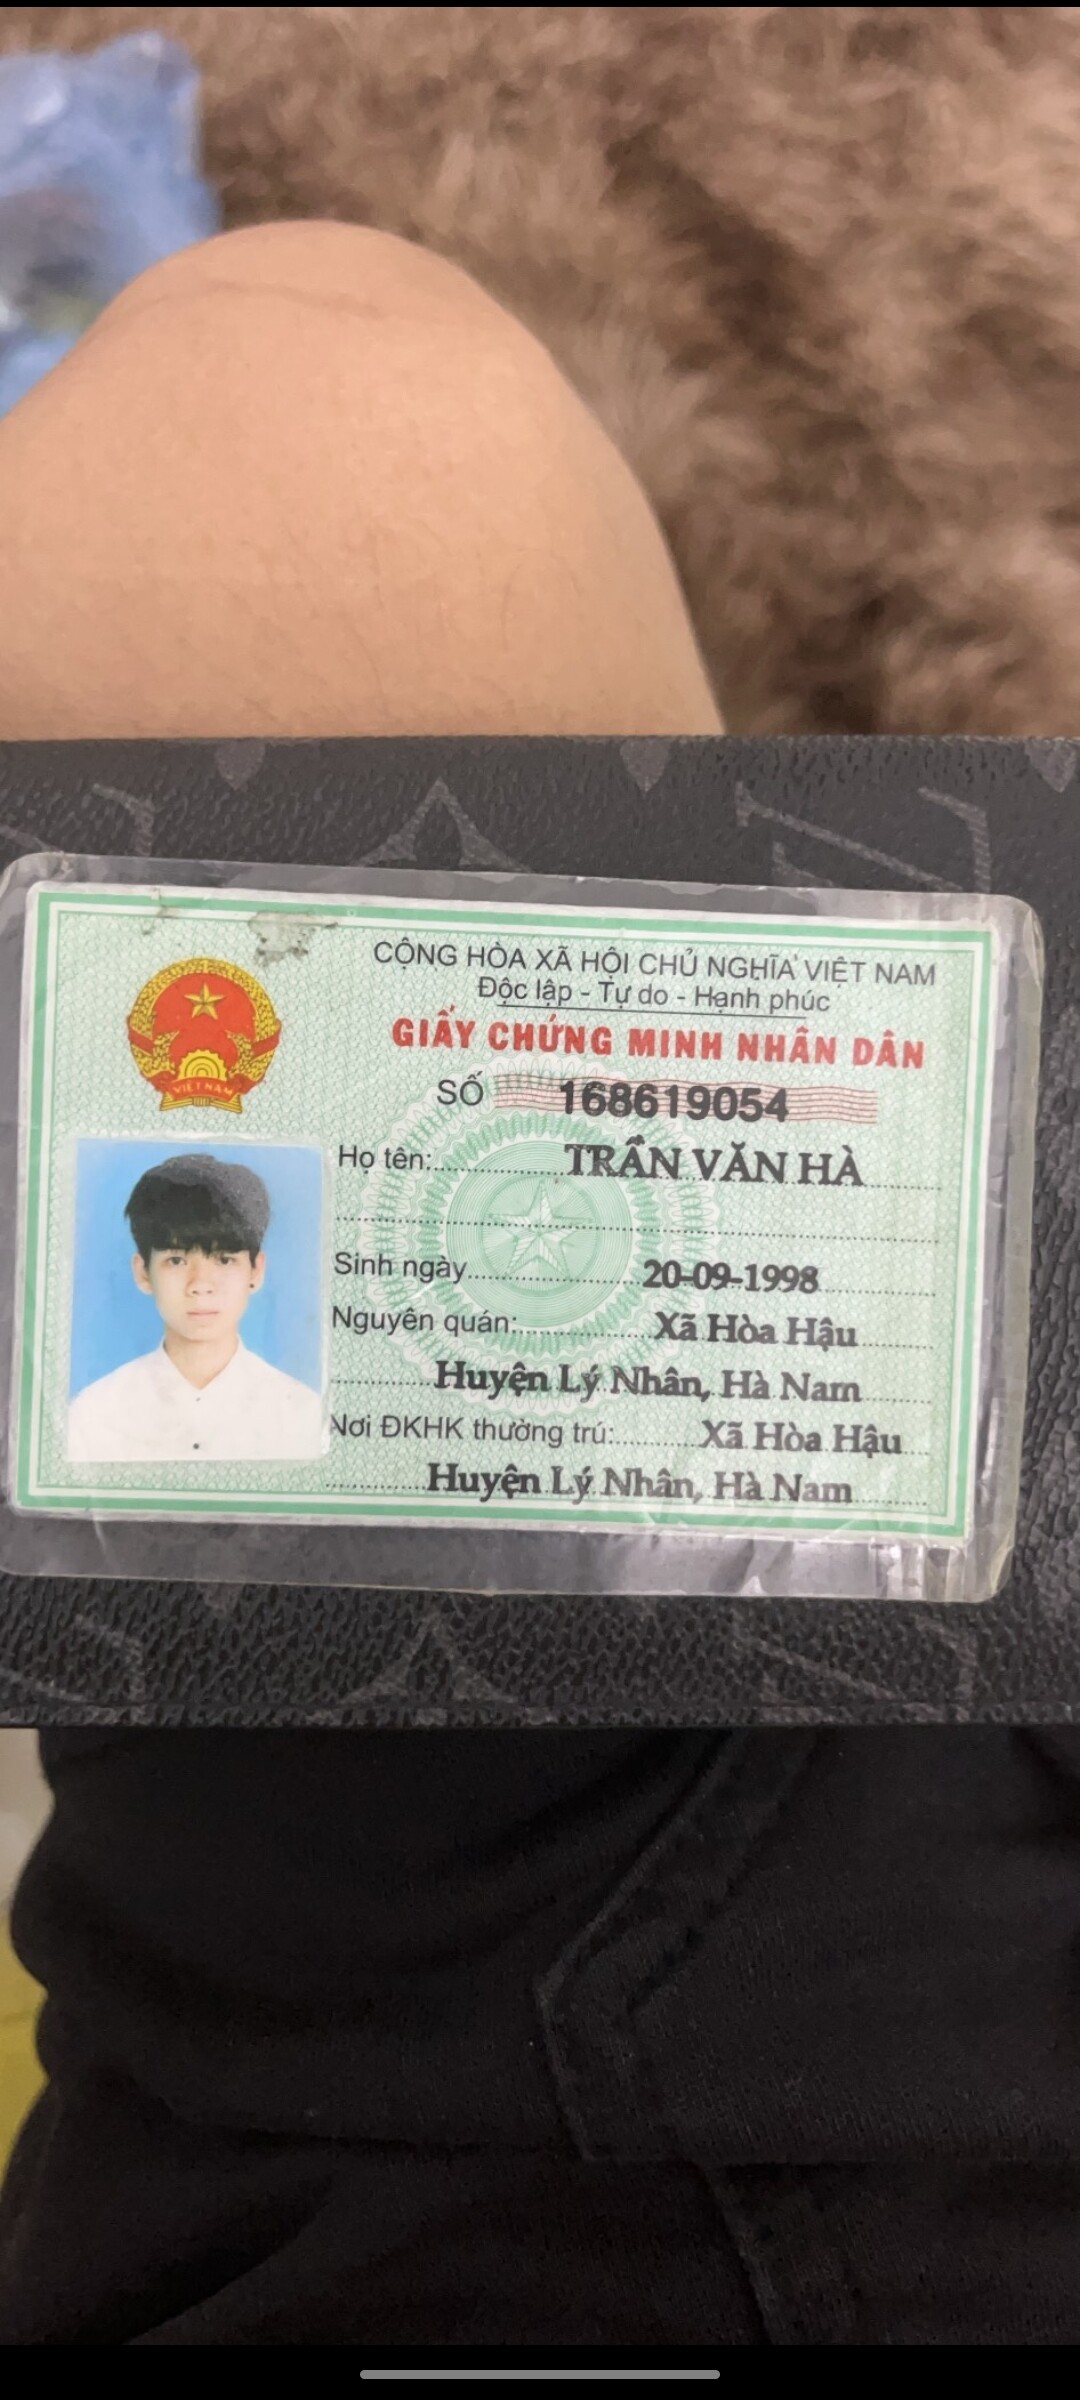 CỘNG HÒA XÃ HỘI CHỦ NGHĨA VIỆT NAM
Độc lập - Tự do - Hạnh phúc
GIẤY CHỨNG MINH NHÂN DÂN
SỐ 168619054
Họ tên: TRẦN VĂN HÀ
Sinh ngày 20-09-1998
Nguyên quán: Xã Hòa Hậu
Huyện Lý Nhân, Hà Nam
Nơi ĐKHK thường trú: Xã Hòa Hậu
Huyện Lý Nhân, Hà Nam
VIỆT NAM